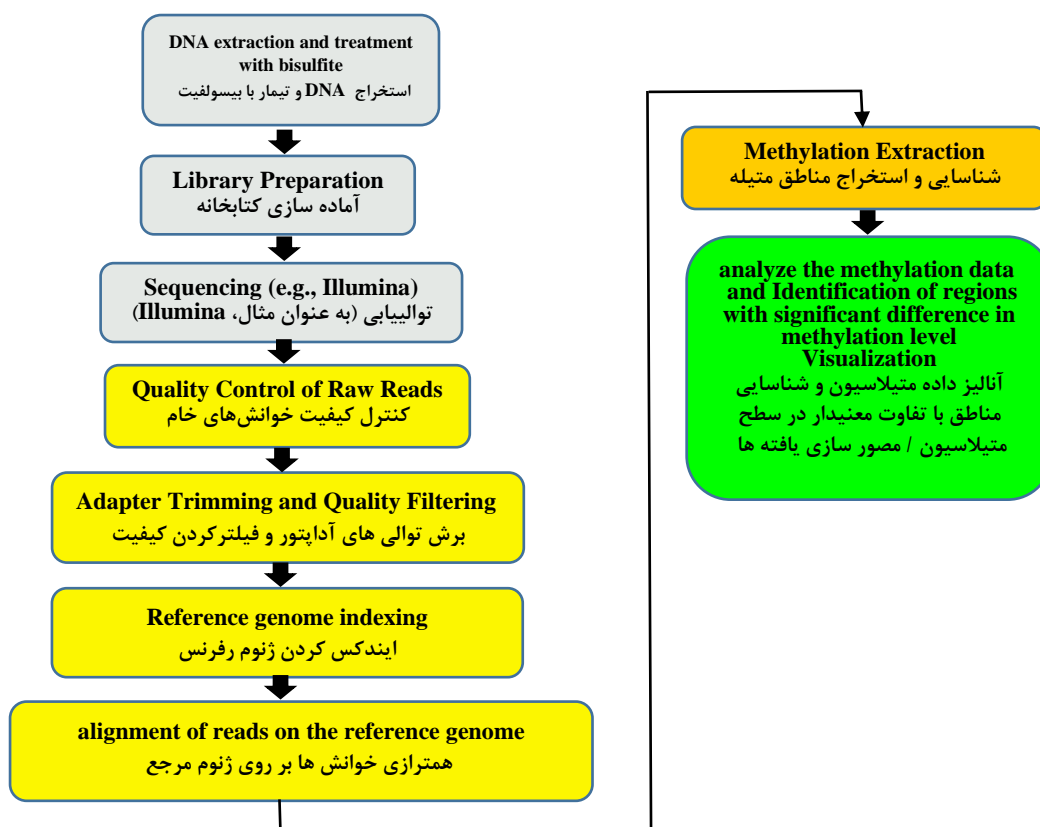 DNA extraction and treatment
with bisulfite
استخراج DNA و تیمار با بیسولفیت
Library Preparation
آماده سازی کتابخانه
Sequencing (e.g., Illumina)
توالییابی (به عنوان مثال، Illumina)
Quality Control of Raw Reads
کنترل کیفیت خوانش‌های خام
Adapter Trimming and Quality Filtering
برش توالی های آداپتور و فیلترکردن کیفیت
Reference genome indexing
ایندکس کردن ژنوم رفرنس
alignment of reads on the reference genome
همترازی خوانش ها بر روی ژنوم مرجع
Methylation Extraction
شناسایی و استخراج مناطق متیله
analyze the methylation data
and Identification of regions
with significant difference in
methylation level
Visualization
آنالیز داده متیلاسیون و شناسایی
مناطق با تفاوت معنیدار در سطح
متیلاسیون / مصور سازی یافته ها